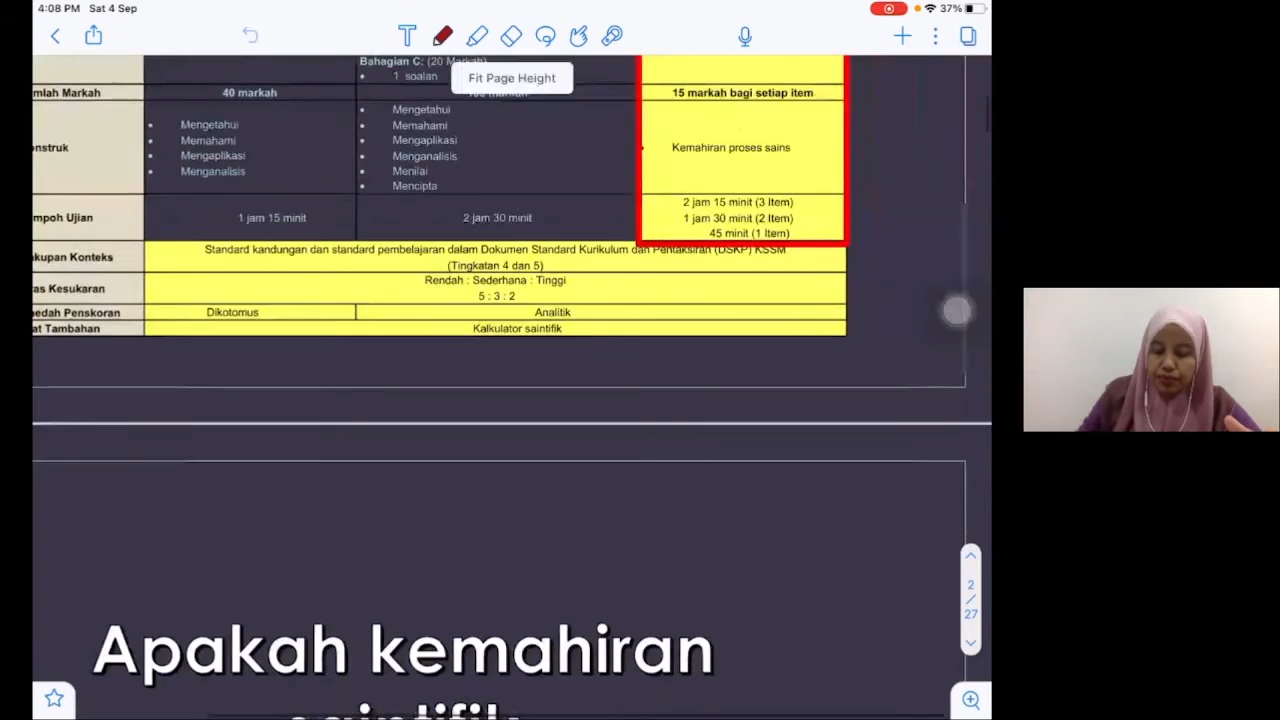 4:08 PM Sat 4 Sep
37%
Bahagian C: (20 Markah)
1 soalan
Fit Page Height
mlah Markah 40 markah 15 markah bagi setiap item
onstruk
Mengetahui
Memahami
Mengaplikasi
Menganalisis
Mengetahui
Memahami
Mengaplikasi
Menganalisis
Menilai
Mencipta
Kemahiran proses sains
mpoh Ujian 1 jam 15 minit 2 jam 30 minit
2 jam 15 minit (3 Item)
1 jam 30 minit (2 Item)
45 minit (1 Item)
akupan Konteks
Standard kandungan dan standard pembelajaran dalam Dokumen Standard Kurikulum dan Pentaksiran (DSKP) KSSM
(Tingkatan 4 dan 5)
as Kesukaran
Rendah : Sederhana : Tinggi
5 : 3 : 2
aedah Penskoran Dikotomus Analitik
at Tambahan Kalkulator saintifik
2
/
27
Apakah kemahiran
saintifik